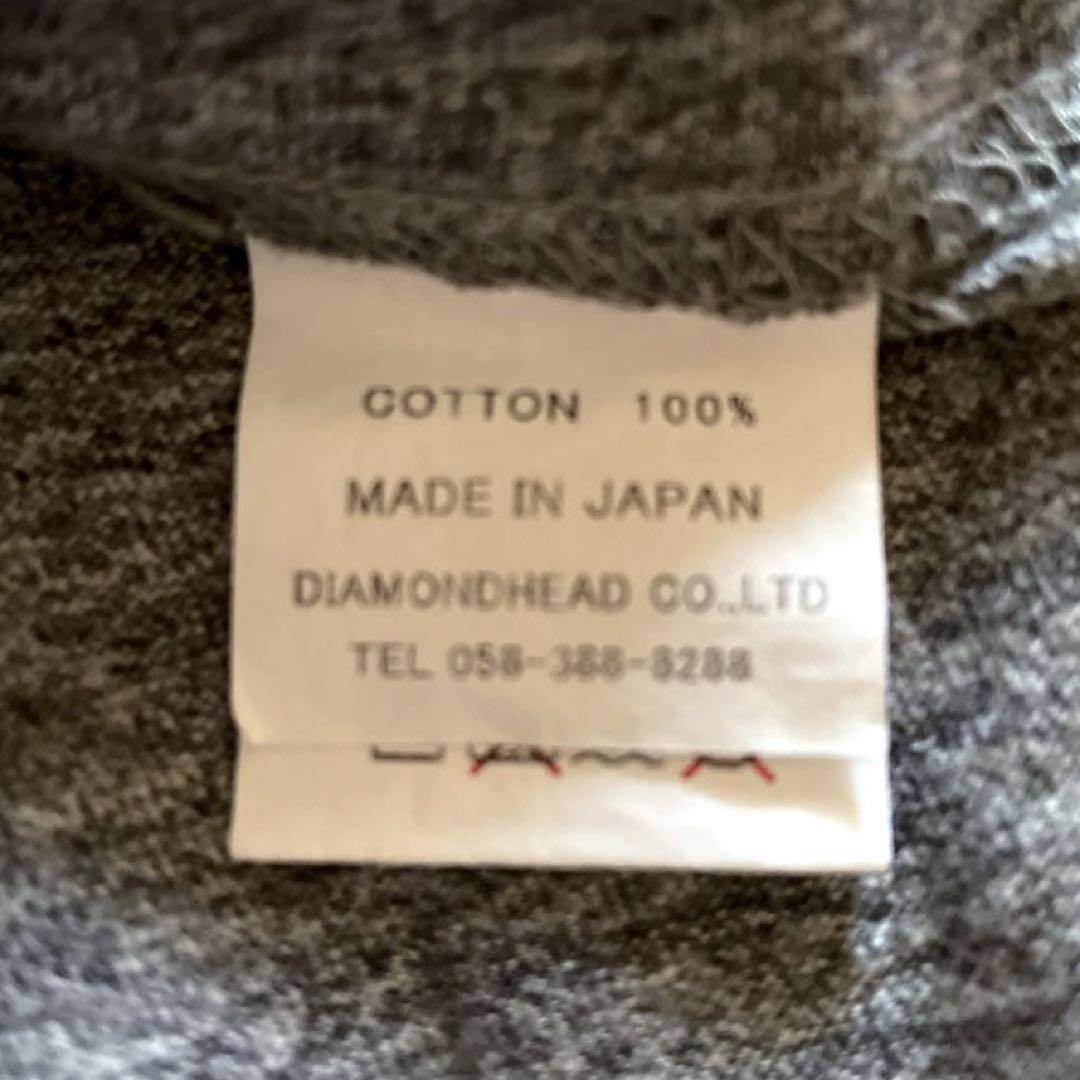 COTTON 100%
MADE IN JAPAN
DIAMONDHEAD CO.,LTD
TEL 058-388-8288